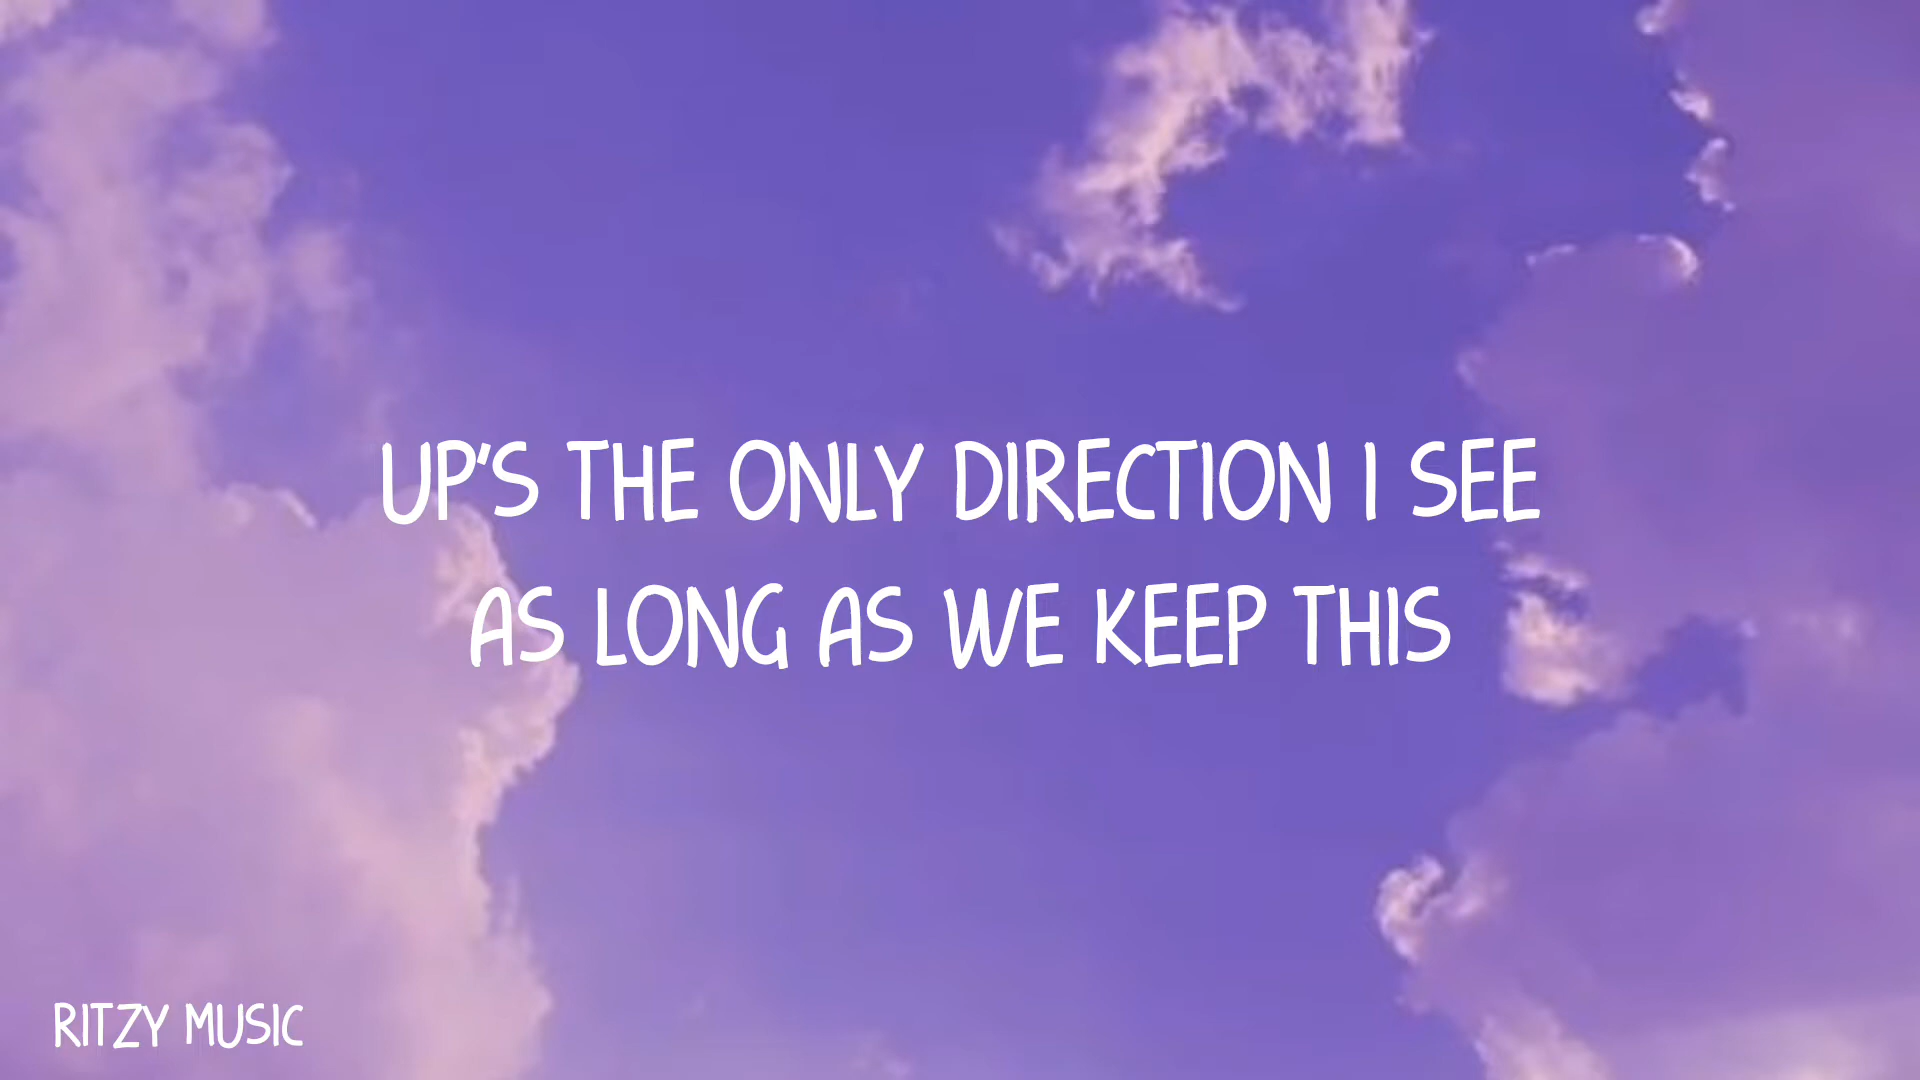 UP'S THE ONLY DIRECTION I SEE
AS LONG AS WE KEEP THIS
RITZY MUSIC